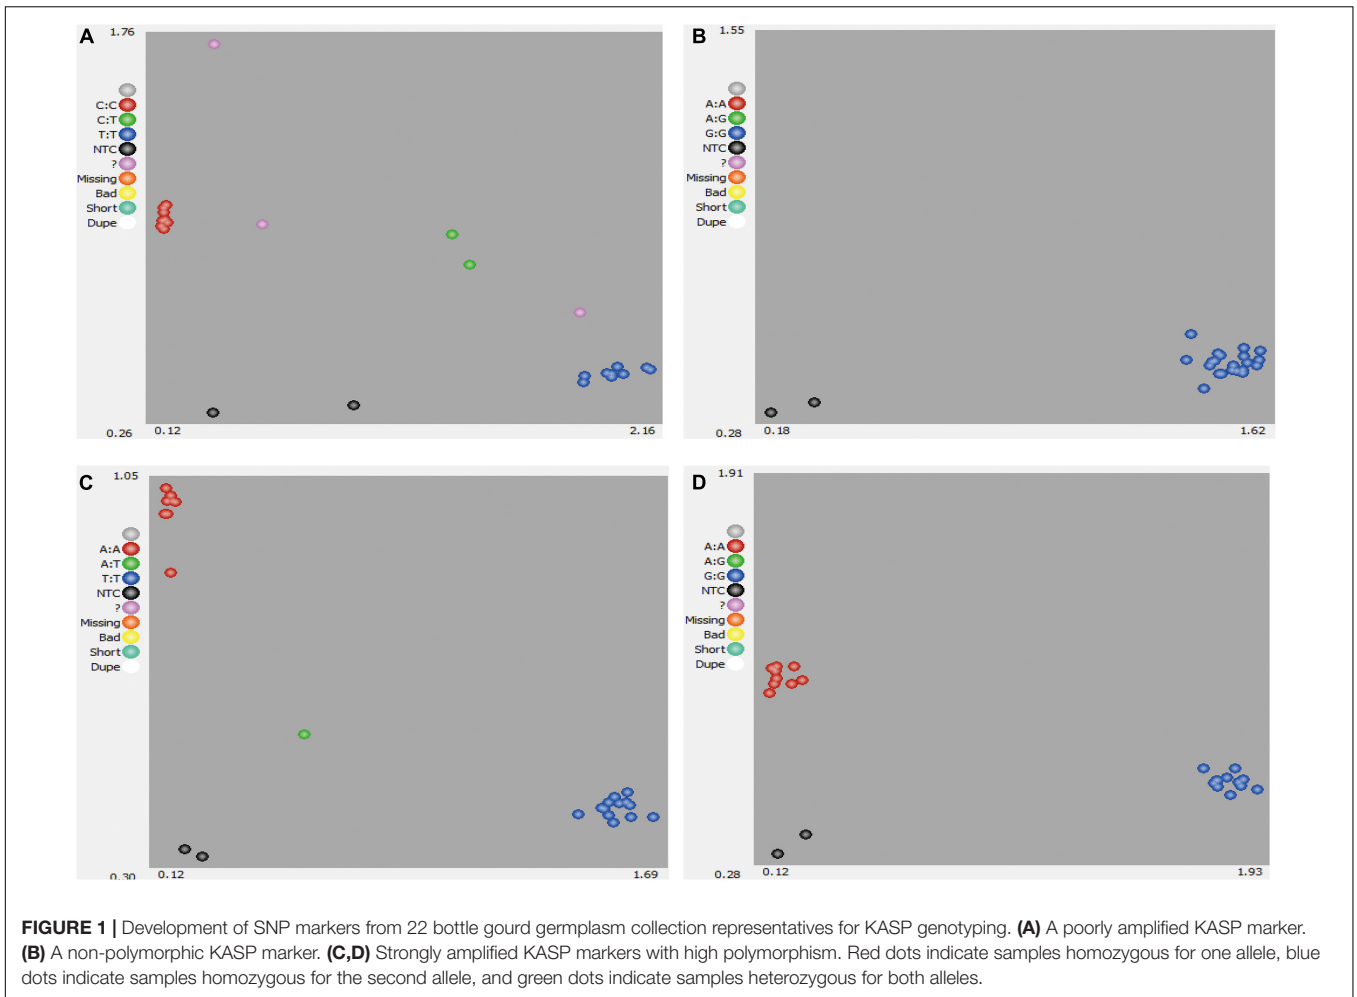 A
1.76
C:C
C:T
T:T
NTC
?
Missing
Bad
Short
Dupe
0.26
0.12
2.16
B
1.55
A:A
A:G
G:G
NTC
?
Missing
Bad
Short
Dupe
0.28
0.18
1.62
C
1.05
A:A
A:T
T:T
NTC
?
Missing
Bad
Short
Dupe
0.30
0.12
1.69
D
1.91
A:A
A:G
G:G
NTC
?
Missing
Bad
Short
Dupe
0.28
0.12
1.93
FIGURE 1 | Development of SNP markers from 22 bottle gourd germplasm collection representatives for KASP genotyping. (A) A poorly amplified KASP marker.
(B) A non-polymorphic KASP marker. (C,D) Strongly amplified KASP markers with high polymorphism. Red dots indicate samples homozygous for one allele, blue
dots indicate samples homozygous for the second allele, and green dots indicate samples heterozygous for both alleles.